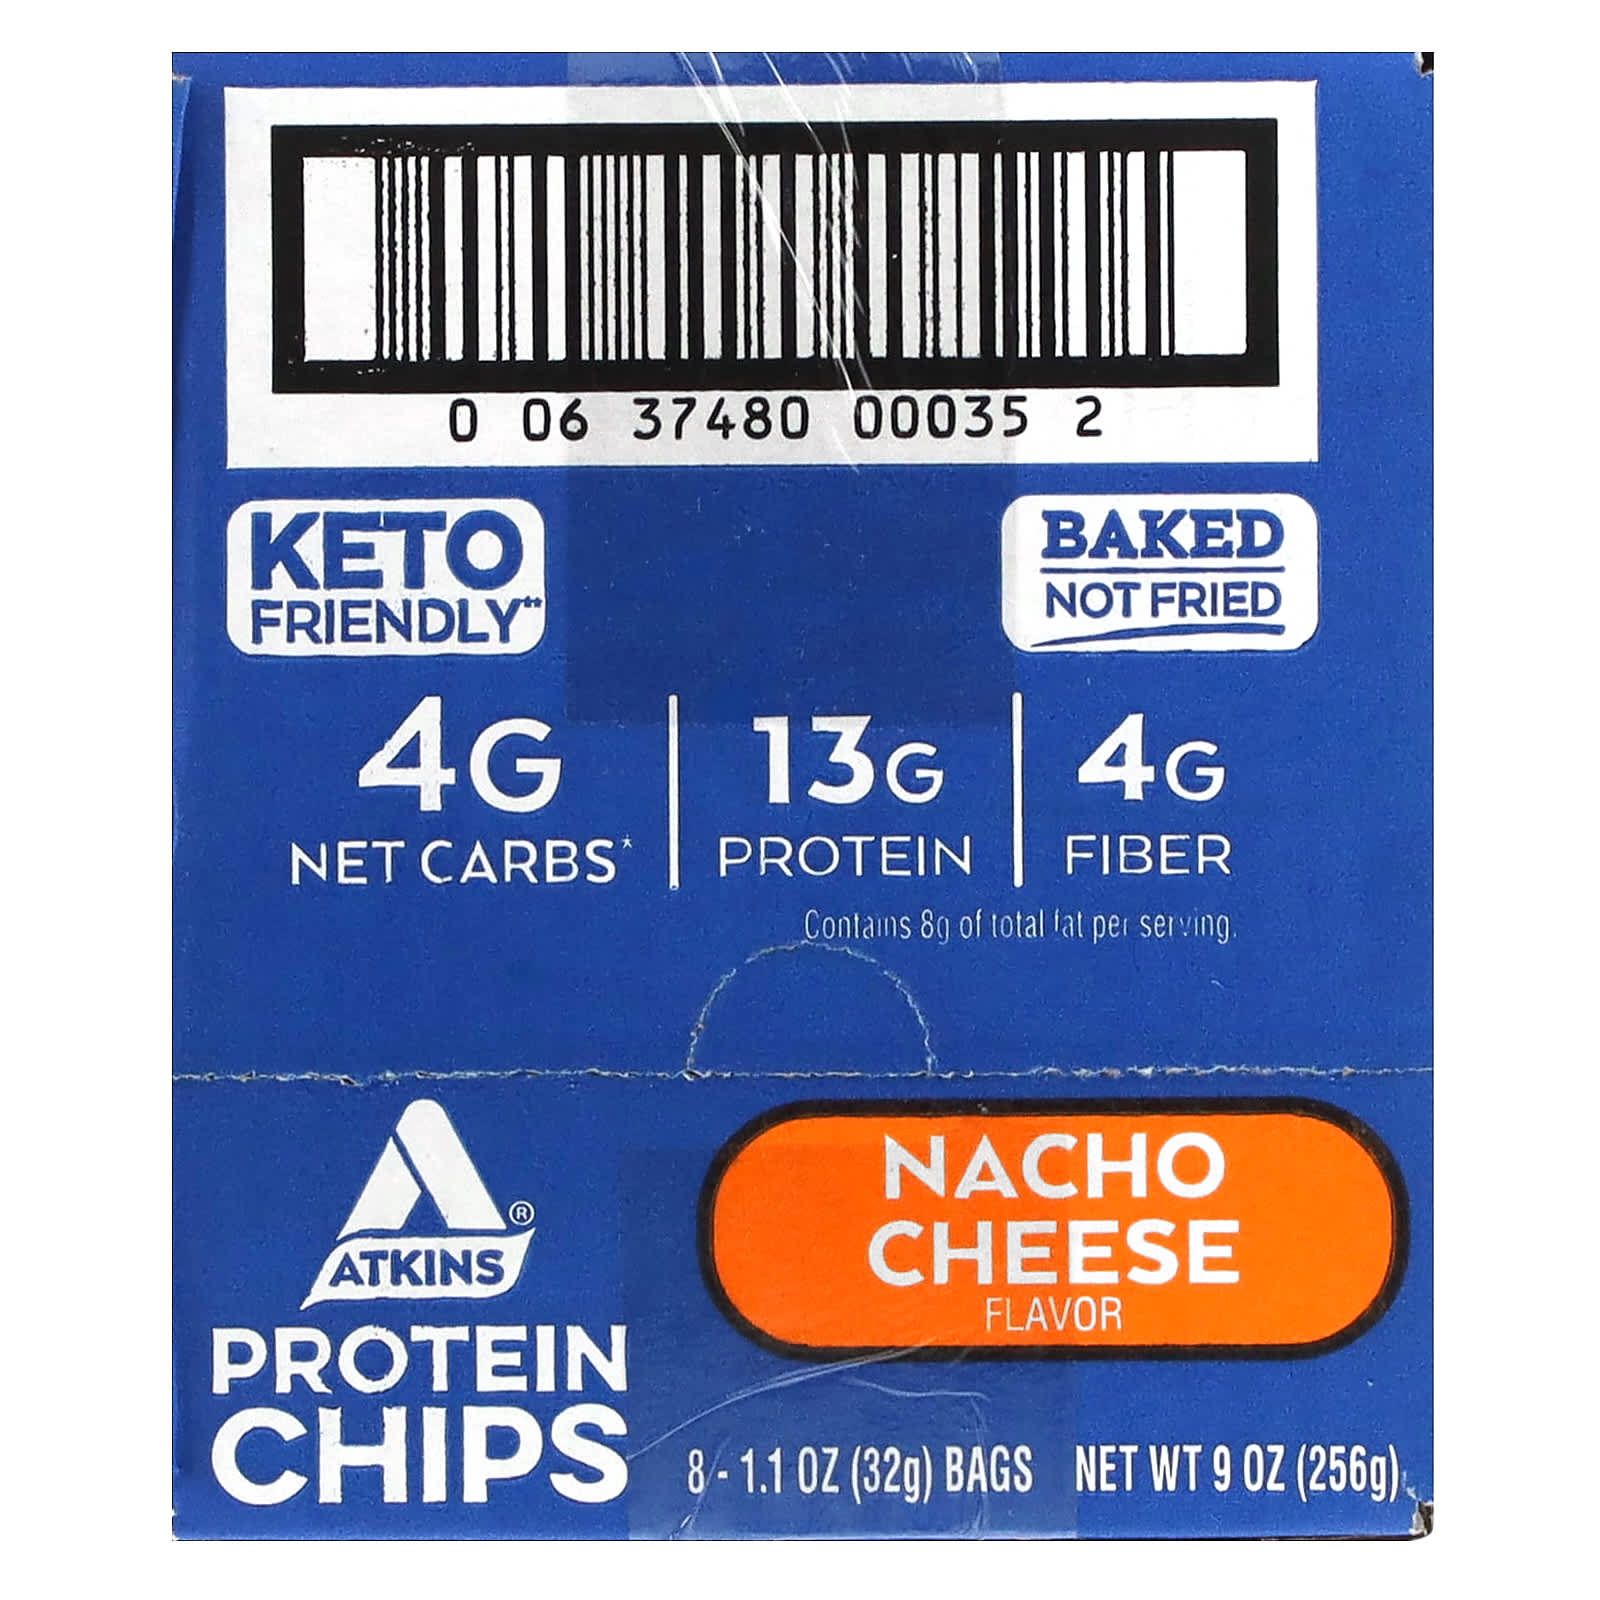 0 06 37480 00035 2
KETO
FRIENDLY**
BAKED
NOT FRIED
4G
NET CARBS*
13G
PROTEIN
4G
FIBER
Contains 8g of total fat per serving.
ATKINS®
PROTEIN
CHIPS
NACHO
CHEESE
FLAVOR
8 - 1.1 OZ (32g) BAGS NET WT 9 OZ (256g)